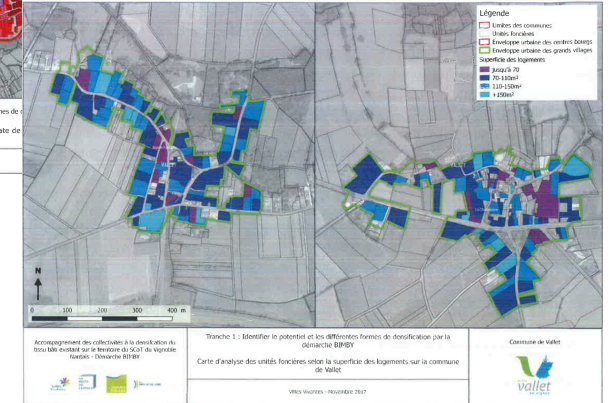 nes de c
ate de
Légende
Limites des communes
Unités foncières
Enveloppe urbaine des centres bourgs
Enveloppe urbaine des grands villages
Superficie des logements
Jusqu'à 70
70-110m²
110-150m²
+150m²
N
0 100 200 300 400 m
Accompagnement des collectivités à la densification du
tissu bâti existant sur le territoire du SCoT du Vignoble
Nantais - Démarche BIMBY
Tranche 1 : Identifier le potentiel et les différentes formes de densification par la
démarche BIMBY
Carte d'analyse des unités foncières selon la superficie des logements sur la commune
de Vallet
Villes Vivantes - Novembre 2017
Commune de Vallet
vallet